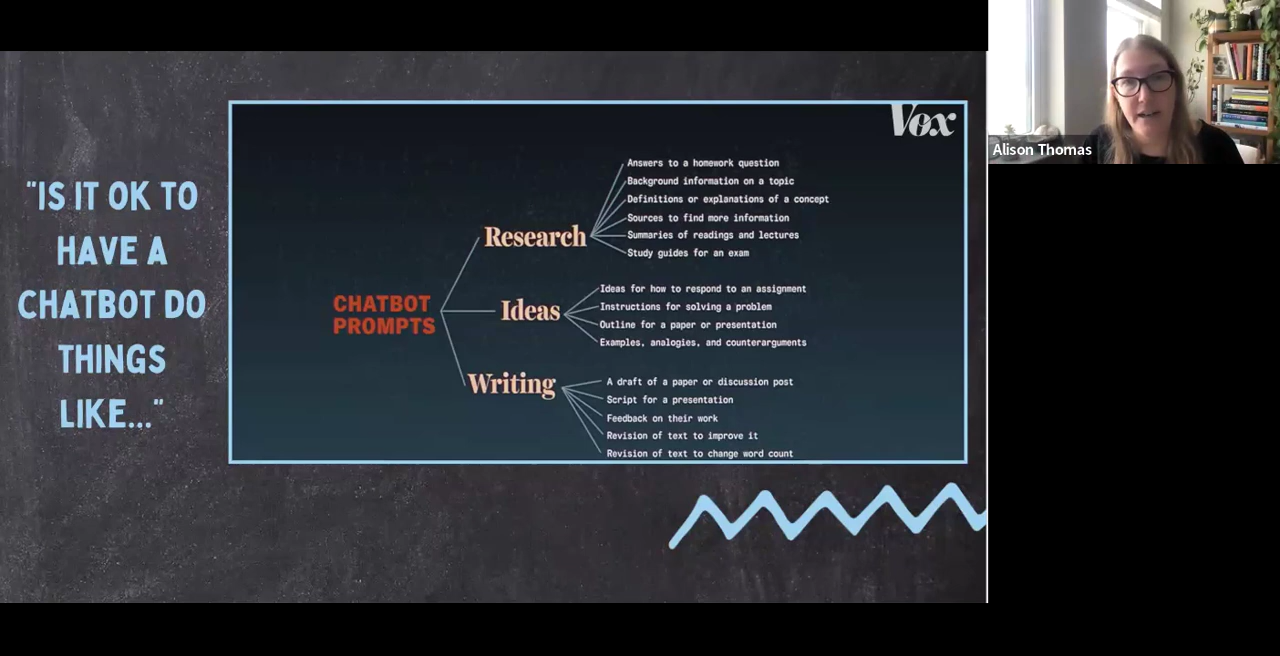 "IS IT OK TO
HAVE A
CHATBOT DO
THINGS
LIKE..."
Vox
CHATBOT
PROMPTS
Research
Answers to a homework question
Background information on a topic
Definitions or explanations of a concept
Sources to find more information
Summaries of readings and lectures
Study guides for an exam
Ideas
Ideas for how to respond to an assignment
Instructions for solving a problem
Outline for a paper or presentation
Examples, analogies, and counterarguments
Writing
A draft of a paper or discussion post
Script for a presentation
Feedback on their work
Revision of text to improve it
Revision of text to change word count
Alison Thomas